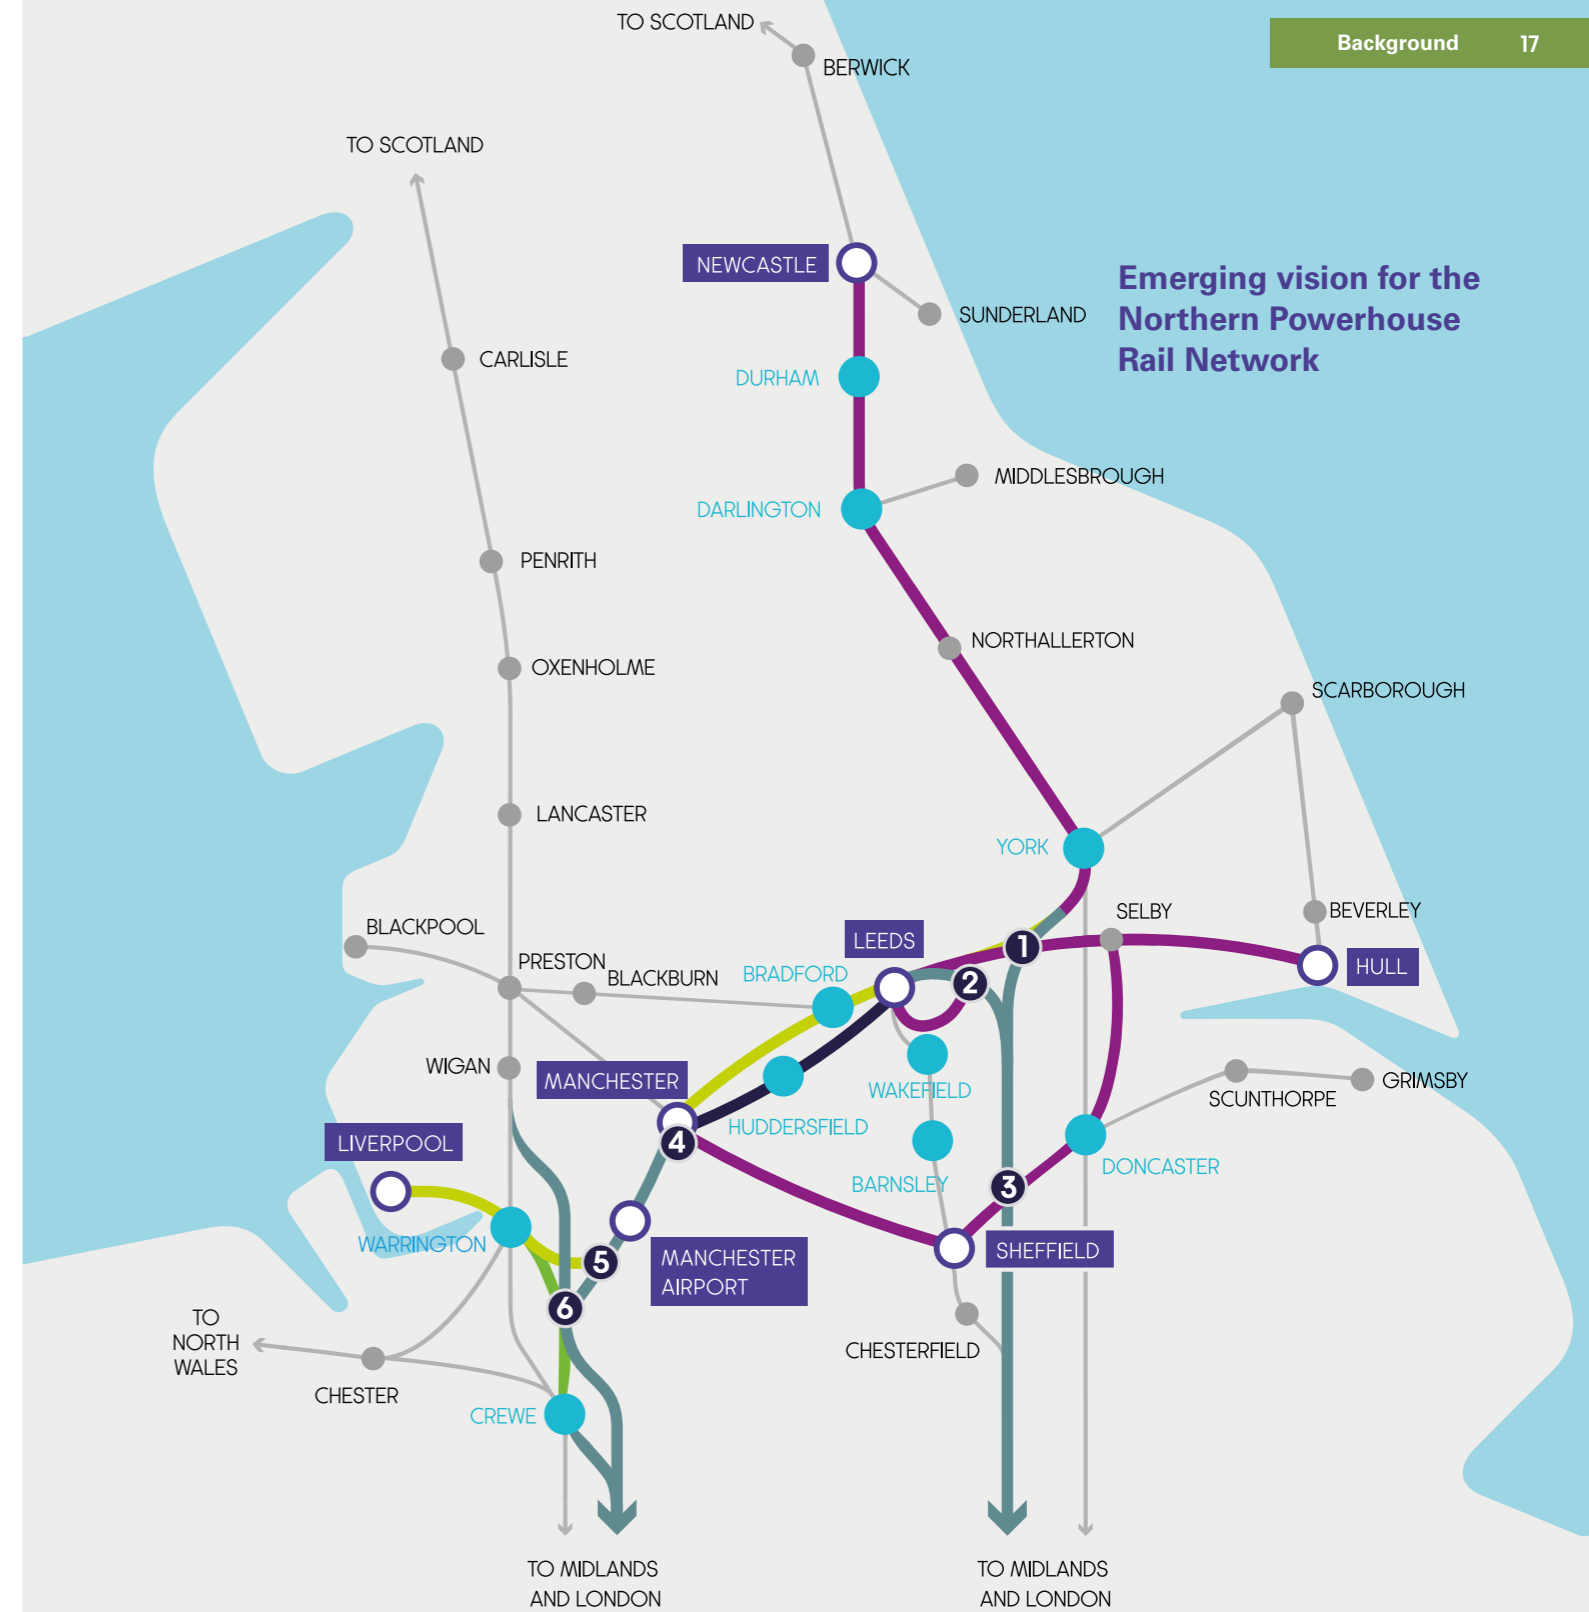 TO SCOTLAND
Background 17
BERWICK
TO SCOTLAND
NEWCASTLE
Emerging vision for the
Northern Powerhouse
Rail Network
SUNDERLAND
CARLISLE
DURHAM
MIDDLESBROUGH
DARLINGTON
PENRITH
NORTHALLERTON
OXENHOLME
SCARBOROUGH
LANCASTER
YORK
SELBY
BEVERLEY
BLACKPOOL
LEEDS
1
PRESTON
HULL
BLACKBURN
BRADFORD
2
WIGAN
MANCHESTER
WAKEFIELD
GRIMSBY
SCUNTHORPE
HUDDERSFIELD
LIVERPOOL
4
DONCASTER
BARNSLEY
3
WARRINGTON
SHEFFIELD
5
MANCHESTER
AIRPORT
6
TO
NORTH
WALES
CHESTERFIELD
CHESTER
CREWE
TO MIDLANDS
AND LONDON
TO MIDLANDS
AND LONDON